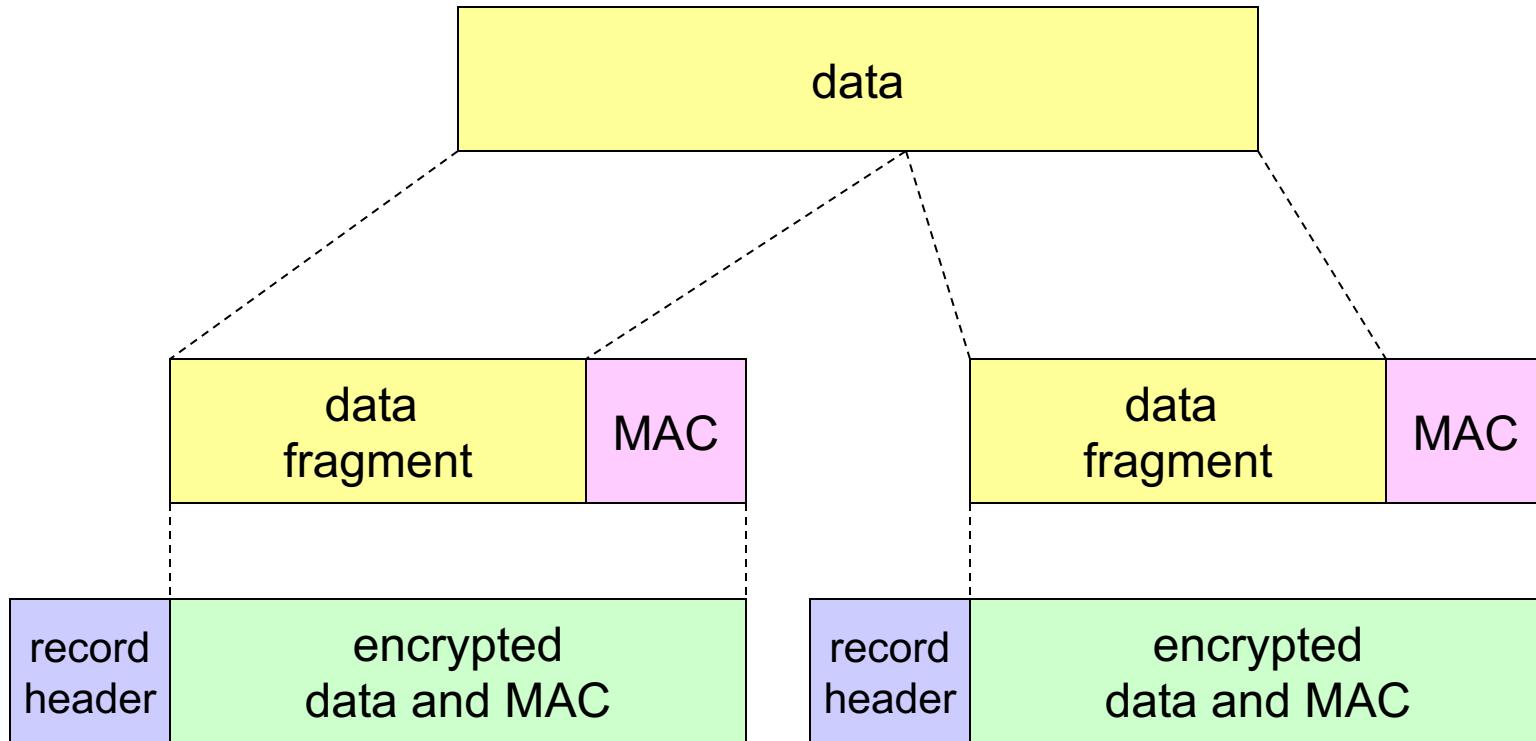 data
data
fragment
MAC
data
fragment
MAC
record
header
encrypted
data and MAC
record
header
encrypted
data and MAC